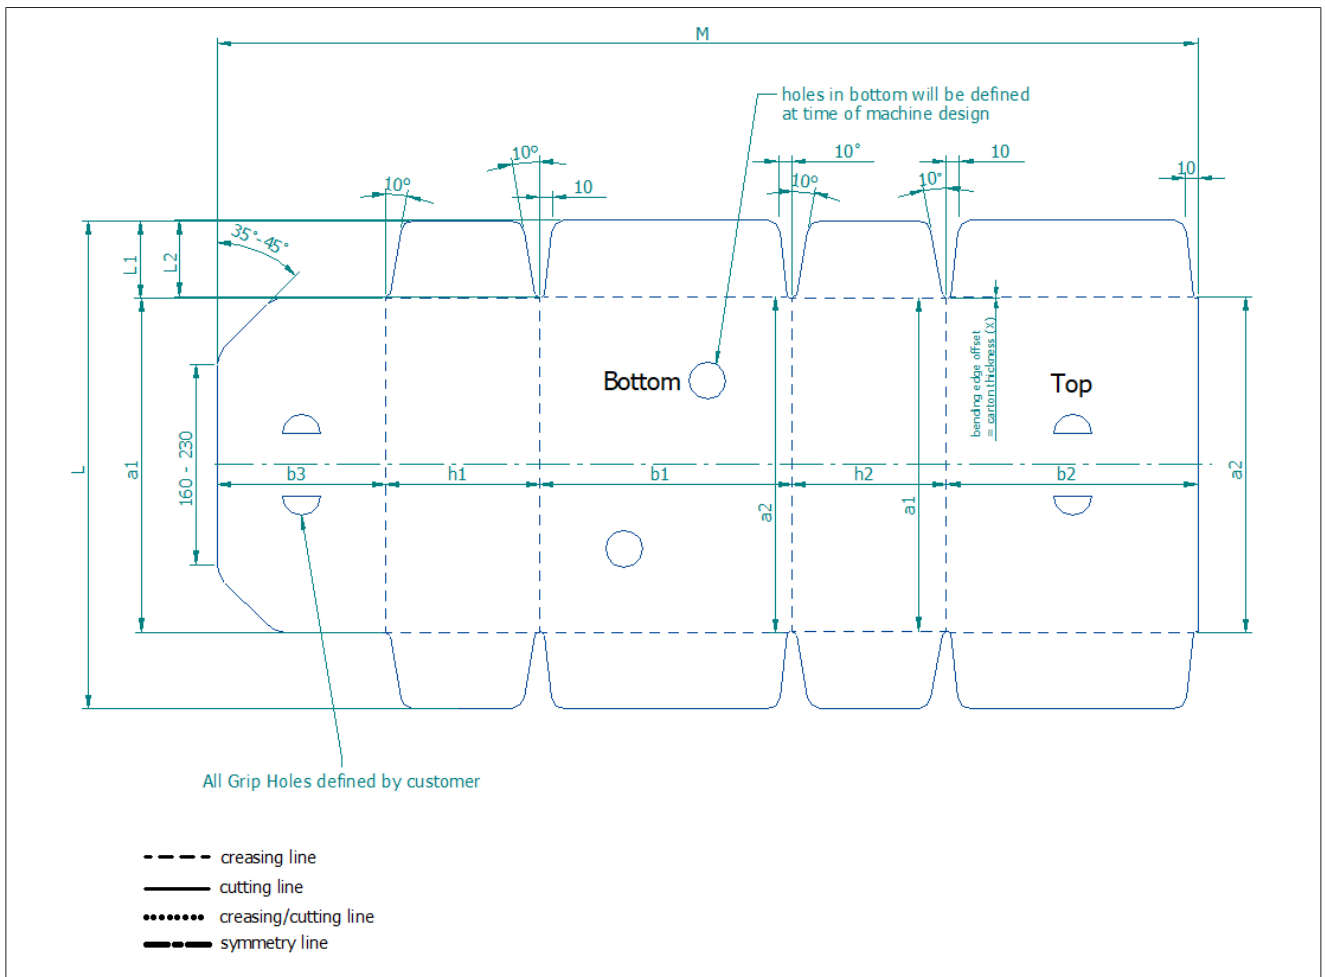 M
holes in bottom will be defined
at time of machine design
10°
10
10°
10
10
10°
10°
10°
35°-45°
L1
L2
bending edge offset
= carton thickness (X)
Bottom
Top
160 - 230
L
a1
b3
h1
b1
h2
b2
a2
a1
a2
All Grip Holes defined by customer
creasing line
cutting line
creasing/cutting line
symmetry line